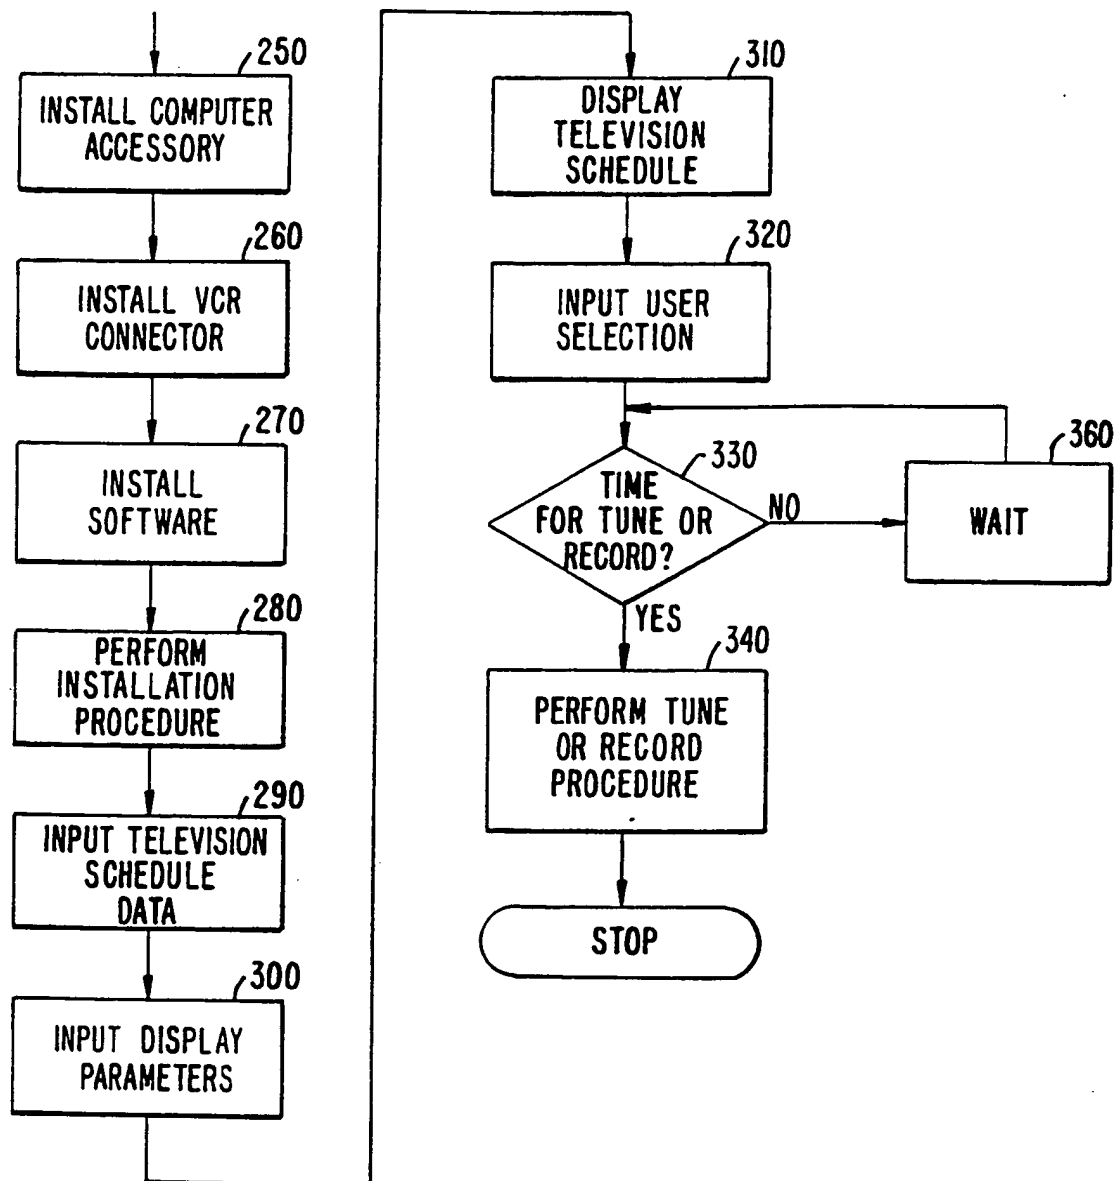 250
INSTALL COMPUTER
ACCESSORY
260
INSTALL VCR
CONNECTOR
270
INSTALL
SOFTWARE
280
PERFORM
INSTALLATION
PROCEDURE
290
INPUT TELEVISION
SCHEDULE
DATA
300
INPUT DISPLAY
PARAMETERS
310
DISPLAY
TELEVISION
SCHEDULE
320
INPUT USER
SELECTION
330
TIME
FOR TUNE OR
RECORD?
NO
360
WAIT
YES
340
PERFORM TUNE
OR RECORD
PROCEDURE
STOP